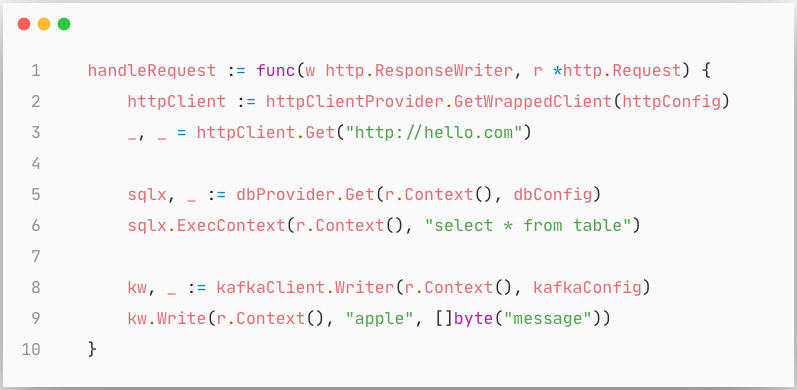 1 handleRequest := func(w http.ResponseWriter, r *http.Request) {
2 httpClient := httpClientProvider.GetWrappedClient(httpConfig)
3 _, _ = httpClient.Get("http://hello.com")
4
5 sqlx, _ := dbProvider.Get(r.Context(), dbConfig)
6 sqlx.ExecContext(r.Context(), "select * from table")
7
8 kw, _ := kafkaClient.Writer(r.Context(), kafkaConfig)
9 kw.Write(r.Context(), "apple", []byte("message"))
10 }